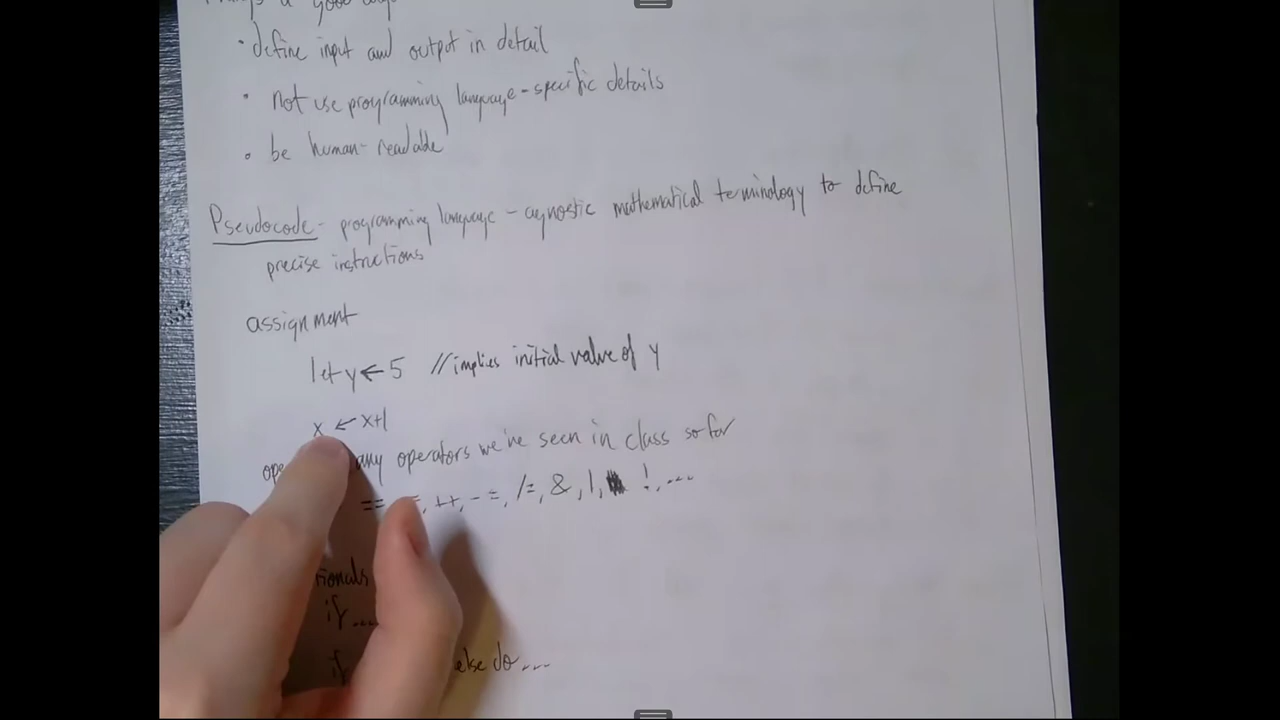 a good
• define input and output in detail
• not use programming language-specific details
• be human-readable
Pseudocode - programming language-agnostic mathematical terminology to define
precise instructions
assignment
let y ← 5 // implies initial value of y
x ← x+1
any operators we've seen in class so far
==, ++, -=, /=, &, |, !, ...
if ...
if else do ...